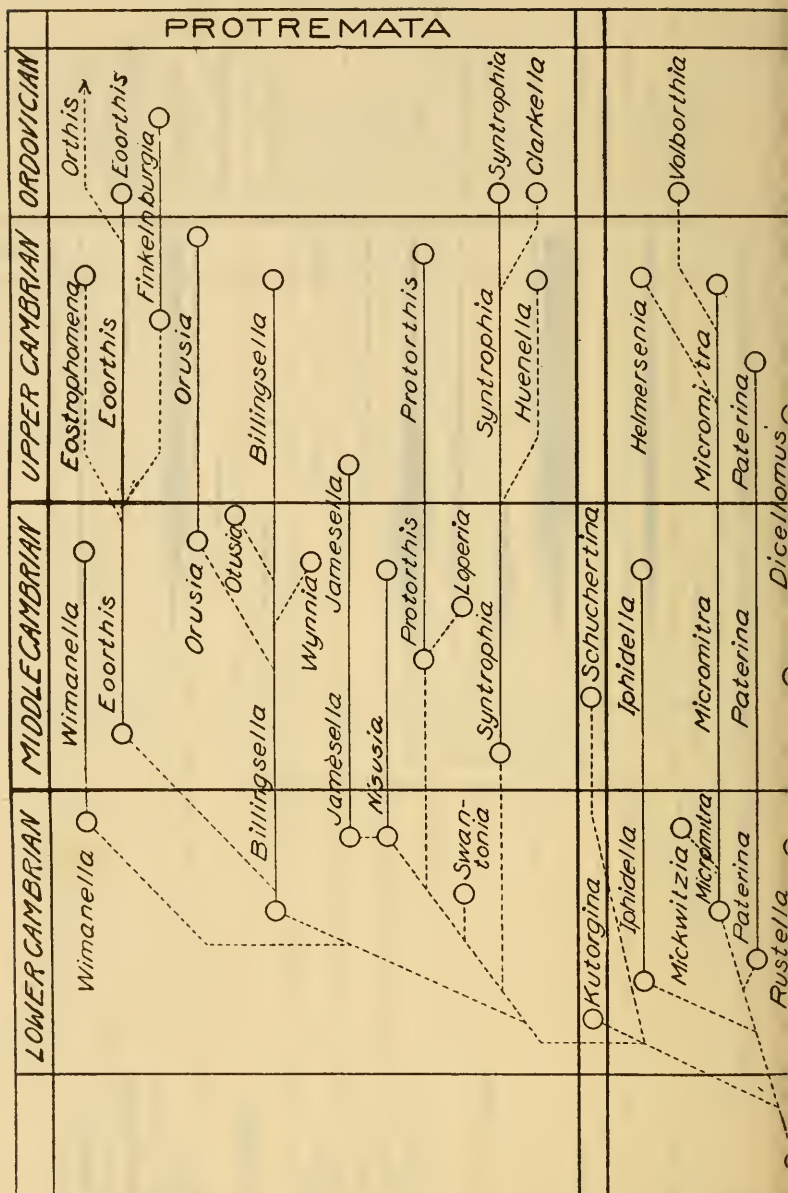 PROTREMATA
ORDOVICIAN
Orthis
Eoorthis
Finkelnburgia
Syntrophia
Clarkella
Volborthia
UPPER CAMBRIAN
Eostrophomena
Eoorthis
Orusia
Billingsella
Protorthis
Syntrophia
Huenella
Helmersenia
Micromitra
Paterina
Dicellomus
MIDDLE CAMBRIAN
Wimanella
Eoorthis
Orusia
Otusia
Wynnia
Jamesella
Protorthis
Loperia
Syntrophia
Schuchertina
Iphidella
Micromitra
Paterina
LOWER CAMBRIAN
Wimanella
Billingsella
Jamesella
Nisusia
Swan-
tonia
Kutorgina
Iphidella
Mickwitzia
Micromitra
Paterina
Rustella